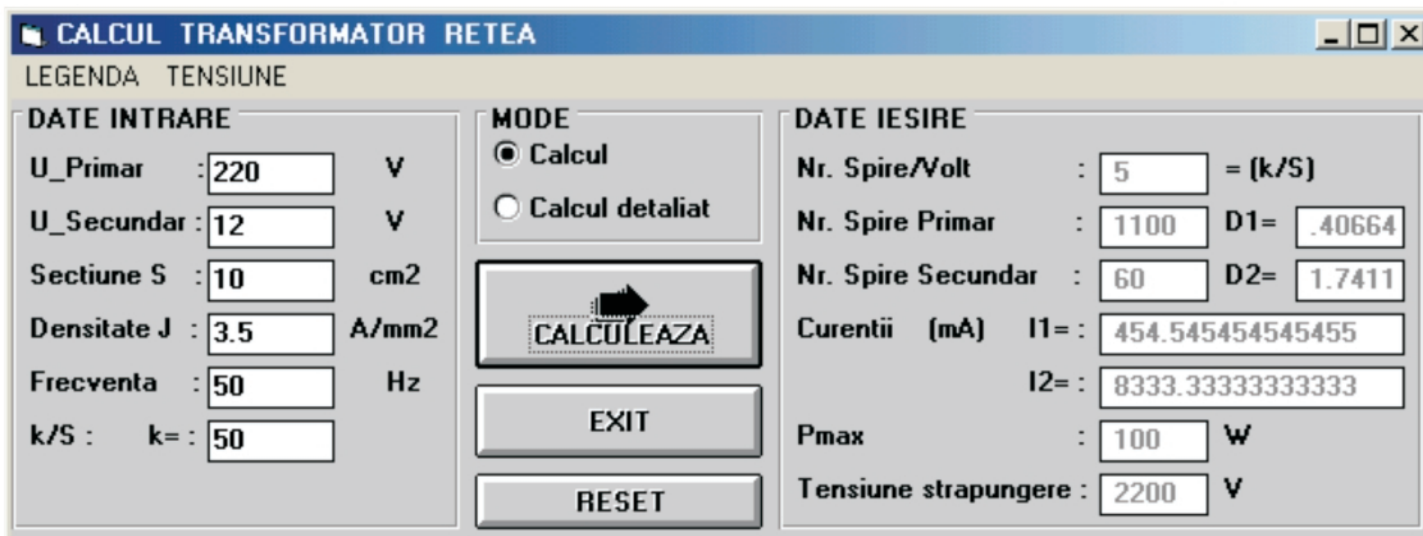 CALCUL TRANSFORMATOR RETEA
LEGENDA TENSIUNE
DATE INTRARE
U_Primar : 220 V
U_Secundar : 12 V
Sectiune S : 10 cm2
Densitate J : 3.5 A/mm2
Frecventa : 50 Hz
k/S : k= : 50
MODE
Calcul
Calcul detaliat
CALCULEAZA
EXIT
RESET
DATE IESIRE
Nr. Spire/Volt : 5 = (k/S)
Nr. Spire Primar : 1100 D1= .40664
Nr. Spire Secundar : 60 D2= 1.7411
Curentii (mA) I1= : 454.545454545455
I2= : 8333.33333333333
Pmax : 100 W
Tensiune strapungere : 2200 V